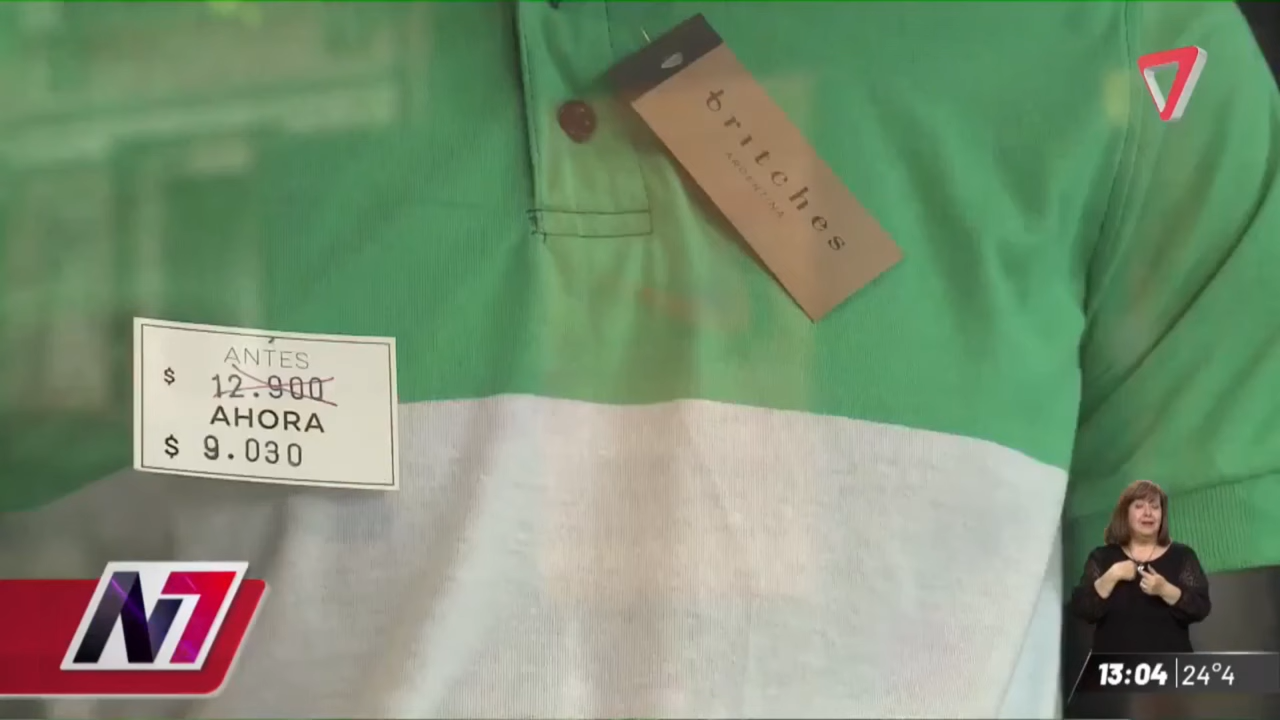 britches
ARGENTINA
ANTES
$ 12.900
AHORA
$ 9.030
N7
13:04 24°4